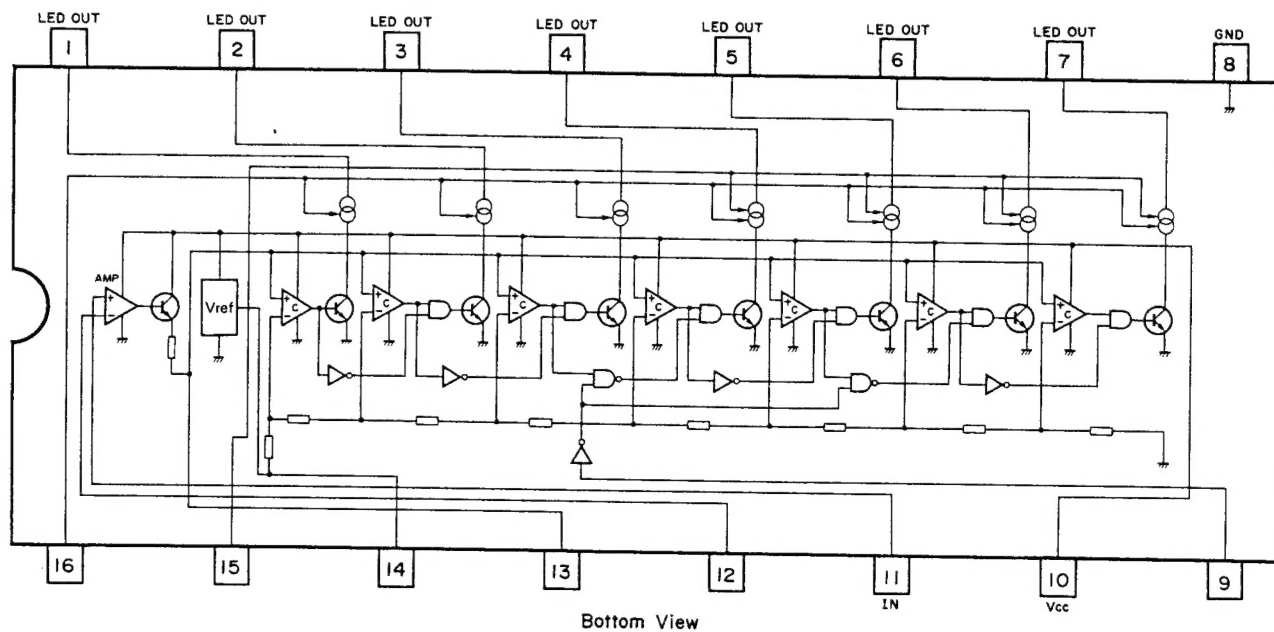 LED OUT LED OUT LED OUT LED OUT LED OUT LED OUT LED OUT GND
1 2 3 4 5 6 7 8
AMP
+
-
Vref
+ C + C + C + C + C + C + C
- - - - - - -
16 15 14 13 12 11 10 9
IN Vcc
Bottom View